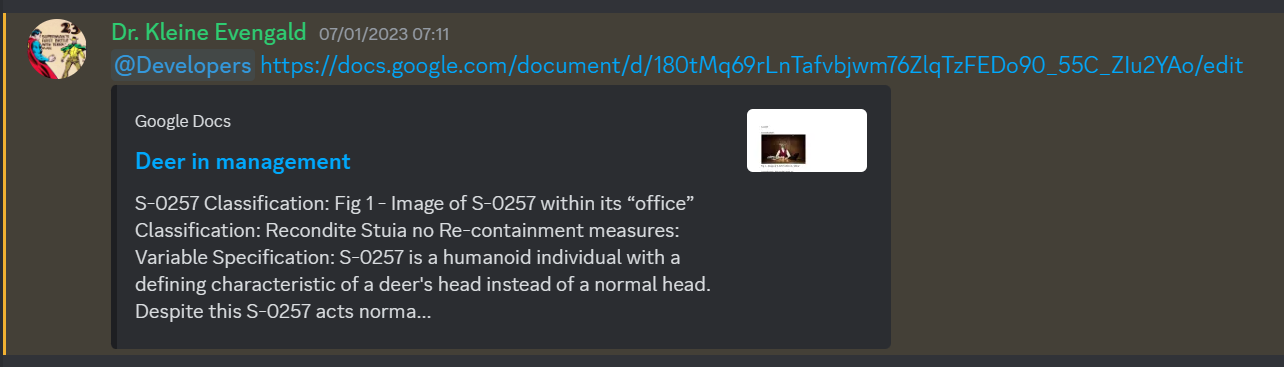 Dr. Kleine Evengald 07/01/2023 07:11
@Developers https://docs.google.com/document/d/180tMq69rLnTafvbjwm76ZlqTzFEDo90_55C_ZIu2YAo/edit
Google Docs
Deer in management
S-0257 Classification: Fig 1 - Image of S-0257 within its “office”
Classification: Recondite Stuia no Re-containment measures:
Variable Specification: S-0257 is a humanoid individual with a
defining characteristic of a deer's head instead of a normal head.
Despite this S-0257 acts norma...